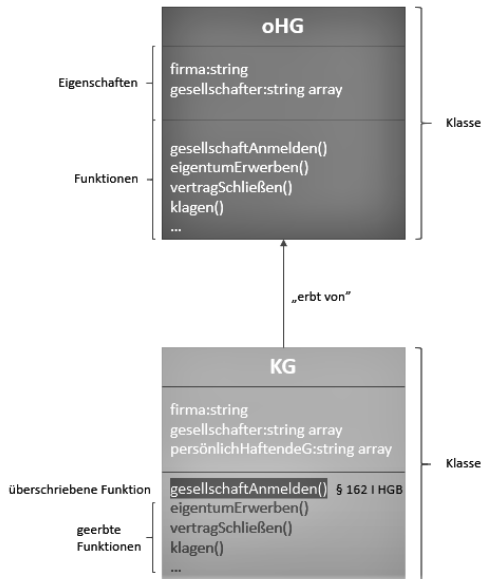 oHG
Eigenschaften
firma:string
gesellschafter:string array
Klasse
Funktionen
gesellschaftAnmelden()
eigentumErwerben()
vertragSchließen()
klagen()
...
„erbt von“
KG
firma:string
gesellschafter:string array
persönlichHaftendeG:string array
Klasse
überschriebene Funktion
gesellschaftAnmelden() § 162 I HGB
geerbte
Funktionen
eigentumErwerben()
vertragSchließen()
klagen()
...